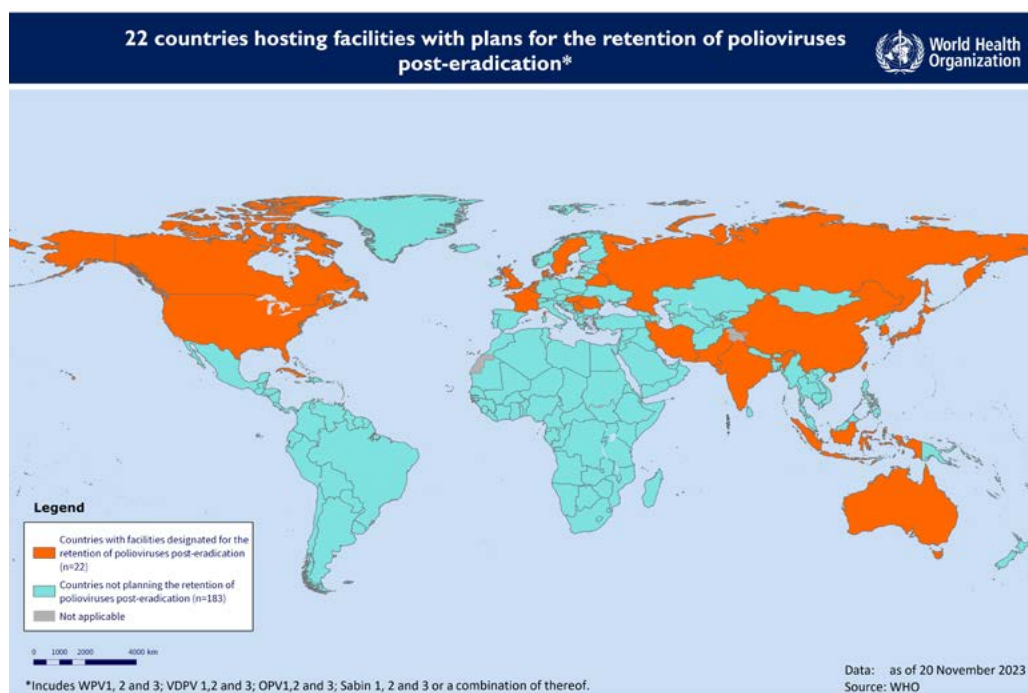 22 countries hosting facilities with plans for the retention of polioviruses
post-eradication*
World Health
Organization
Legend
Countries with facilities designated for the
retention of polioviruses post-eradication
(n=22)
Countries not planning the retention of
polioviruses post-eradication (n=183)
Not applicable
0 1000 2000 4000 km
*Incudes WPV1, 2 and 3; VDPV 1,2 and 3; OPV1,2 and 3; Sabin 1, 2 and 3 or a combination of thereof.
Data: as of 20 November 2023
Source: WHO